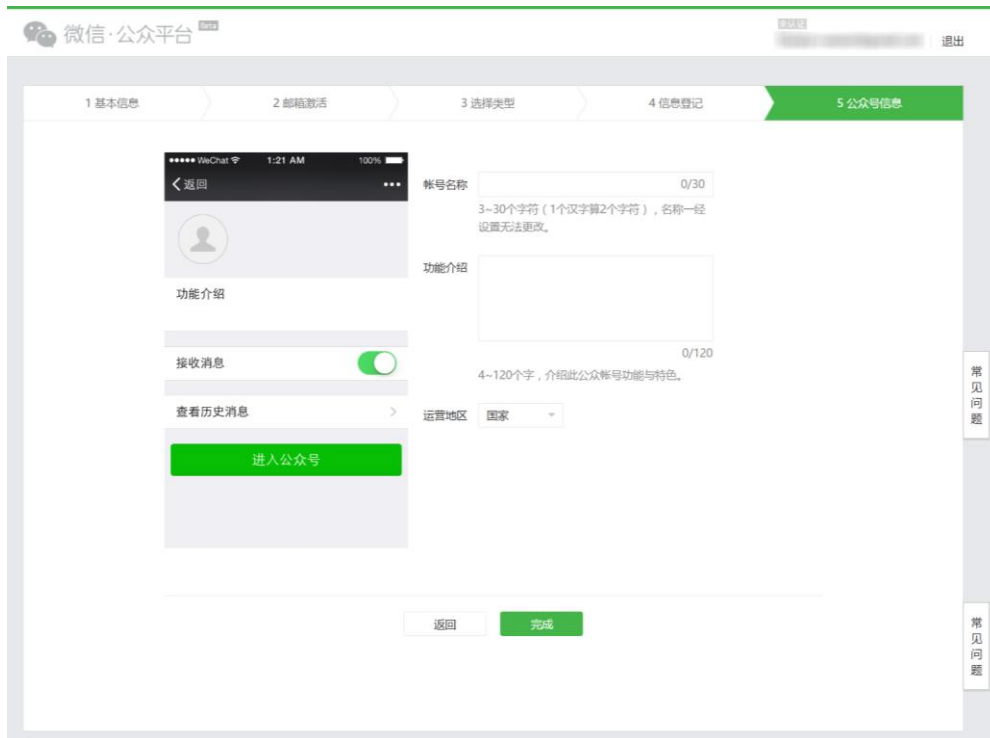 微信·公众平台 Beta
未认证
退出
1 基本信息
2 邮箱激活
3 选择类型
4 信息登记
5 公众号信息
WeChat 1:21 AM 100%
返回
功能介绍
接收消息
查看历史消息
进入公众号
帐号名称
0/30
3~30个字符（1个汉字算2个字符），名称一经
设置无法更改。
功能介绍
0/120
4~120个字，介绍此公众帐号功能与特色。
运营地区 国家
返回
完成
常见问题
常见问题